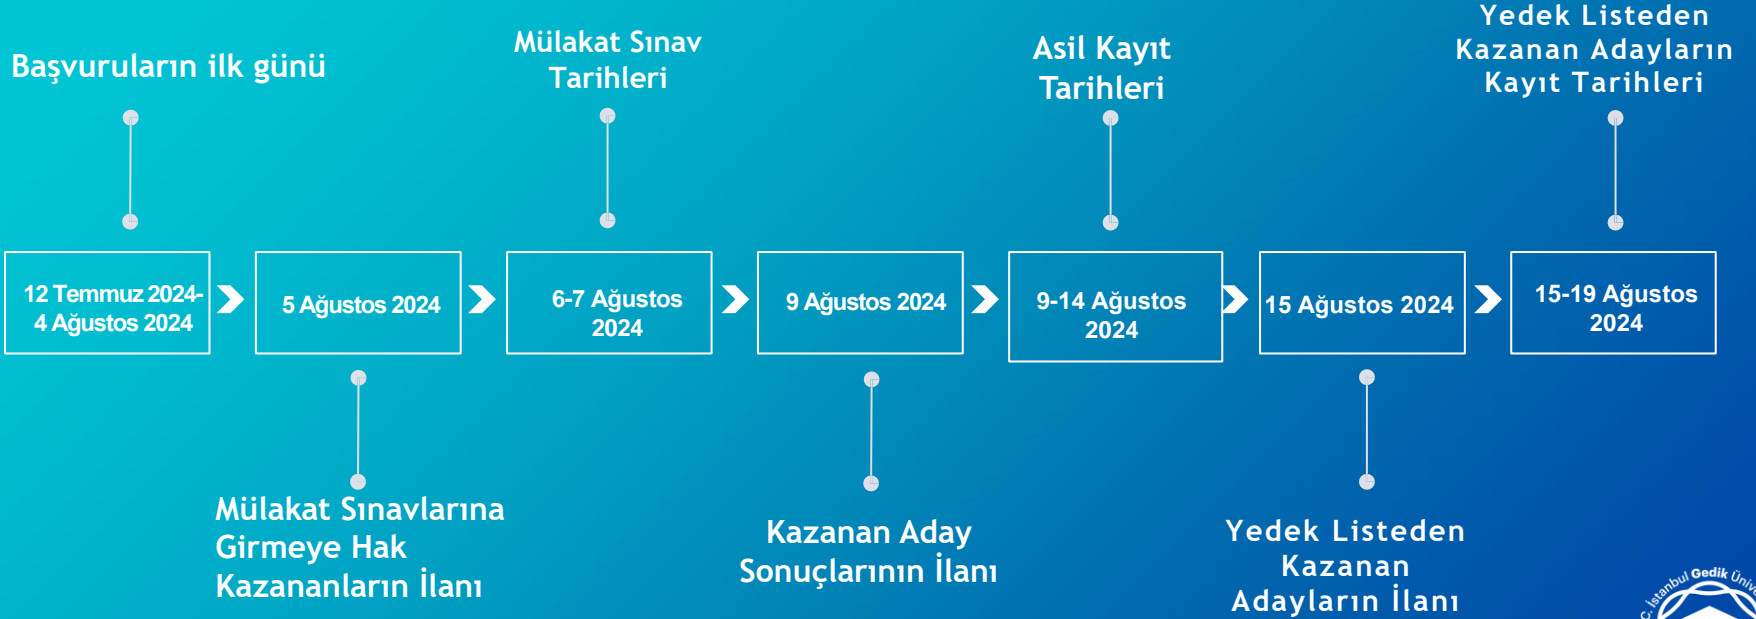 Başvuruların ilk günü
Mülakat Sınav
Tarihleri
Asil Kayıt
Tarihleri
Yedek Listeden
Kazanan Adayların
Kayıt Tarihleri
12 Temmuz 2024-
4 Ağustos 2024
5 Ağustos 2024
6-7 Ağustos
2024
9 Ağustos 2024
9-14 Ağustos
2024
15 Ağustos 2024
15-19 Ağustos
2024
Mülakat Sınavlarına
Girmeye Hak
Kazananların İlanı
Kazanan Aday
Sonuçlarının İlanı
Yedek Listeden
Kazanan
Adayların İlanı
İstanbul Gedik